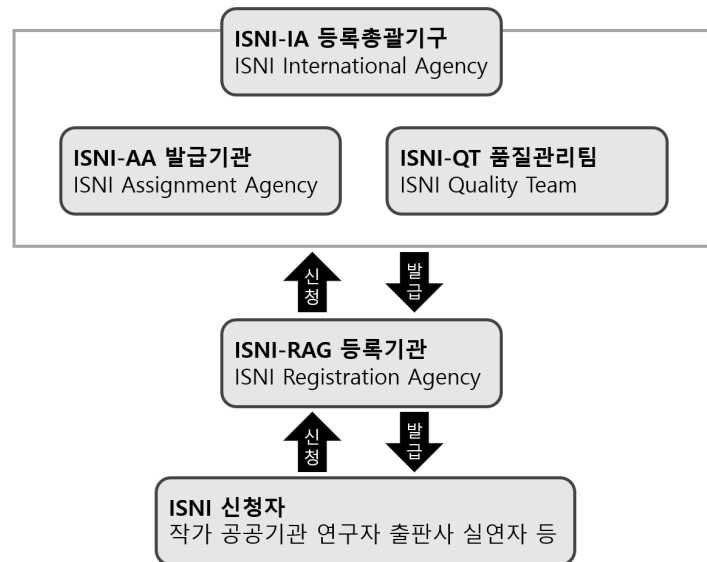 ISNI-IA 등록총괄기구
ISNI International Agency
ISNI-AA 발급기관
ISNI Assignment Agency
ISNI-QT 품질관리팀
ISNI Quality Team
신청
발급
ISNI-RAG 등록기관
ISNI Registration Agency
신청
발급
ISNI 신청자
작가 공공기관 연구자 출판사 실연자 등